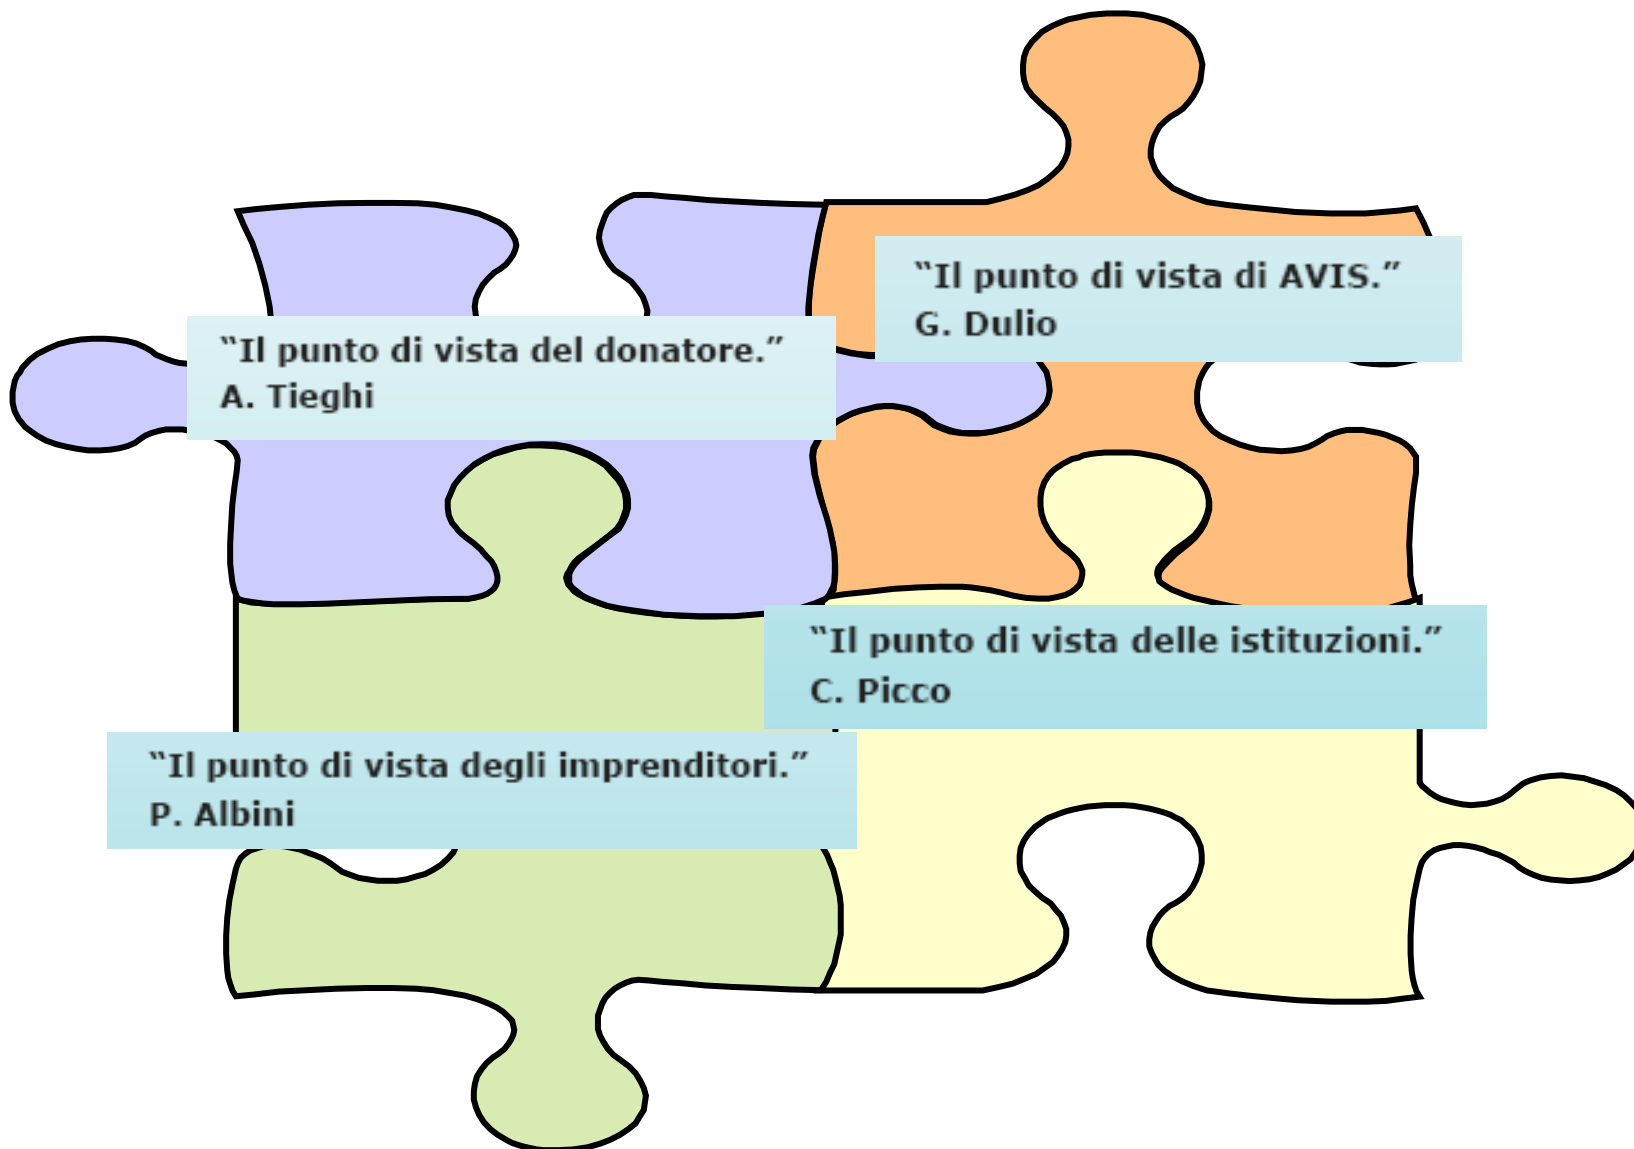 “Il punto di vista di AVIS.”
G. Dulio
“Il punto di vista del donatore.”
A. Tieghi
“Il punto di vista delle istituzioni.”
C. Picco
“Il punto di vista degli imprenditori.”
P. Albini